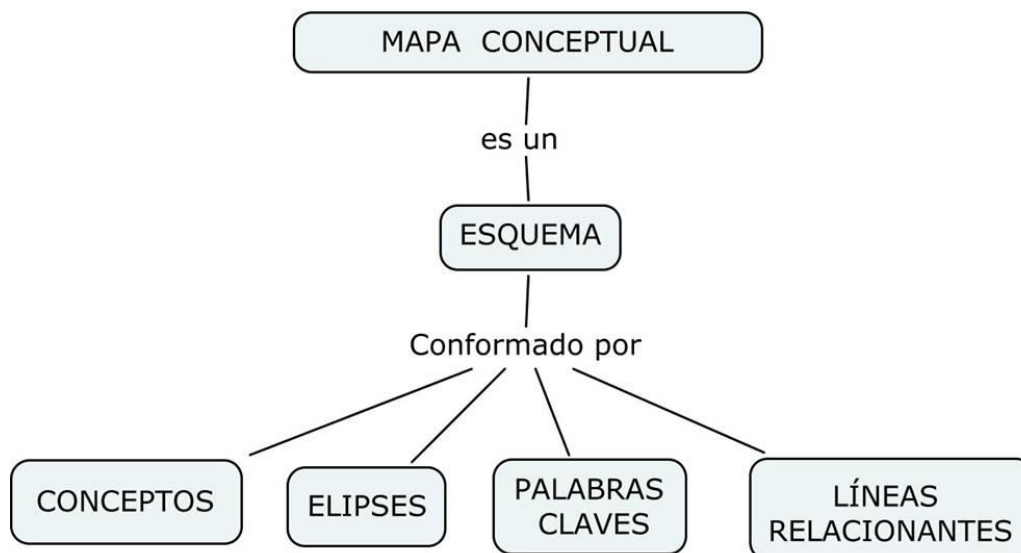 MAPA CONCEPTUAL
es un
ESQUEMA
Conformado por
CONCEPTOS
ELIPSES
PALABRAS
CLAVES
LÍNEAS
RELACIONANTES